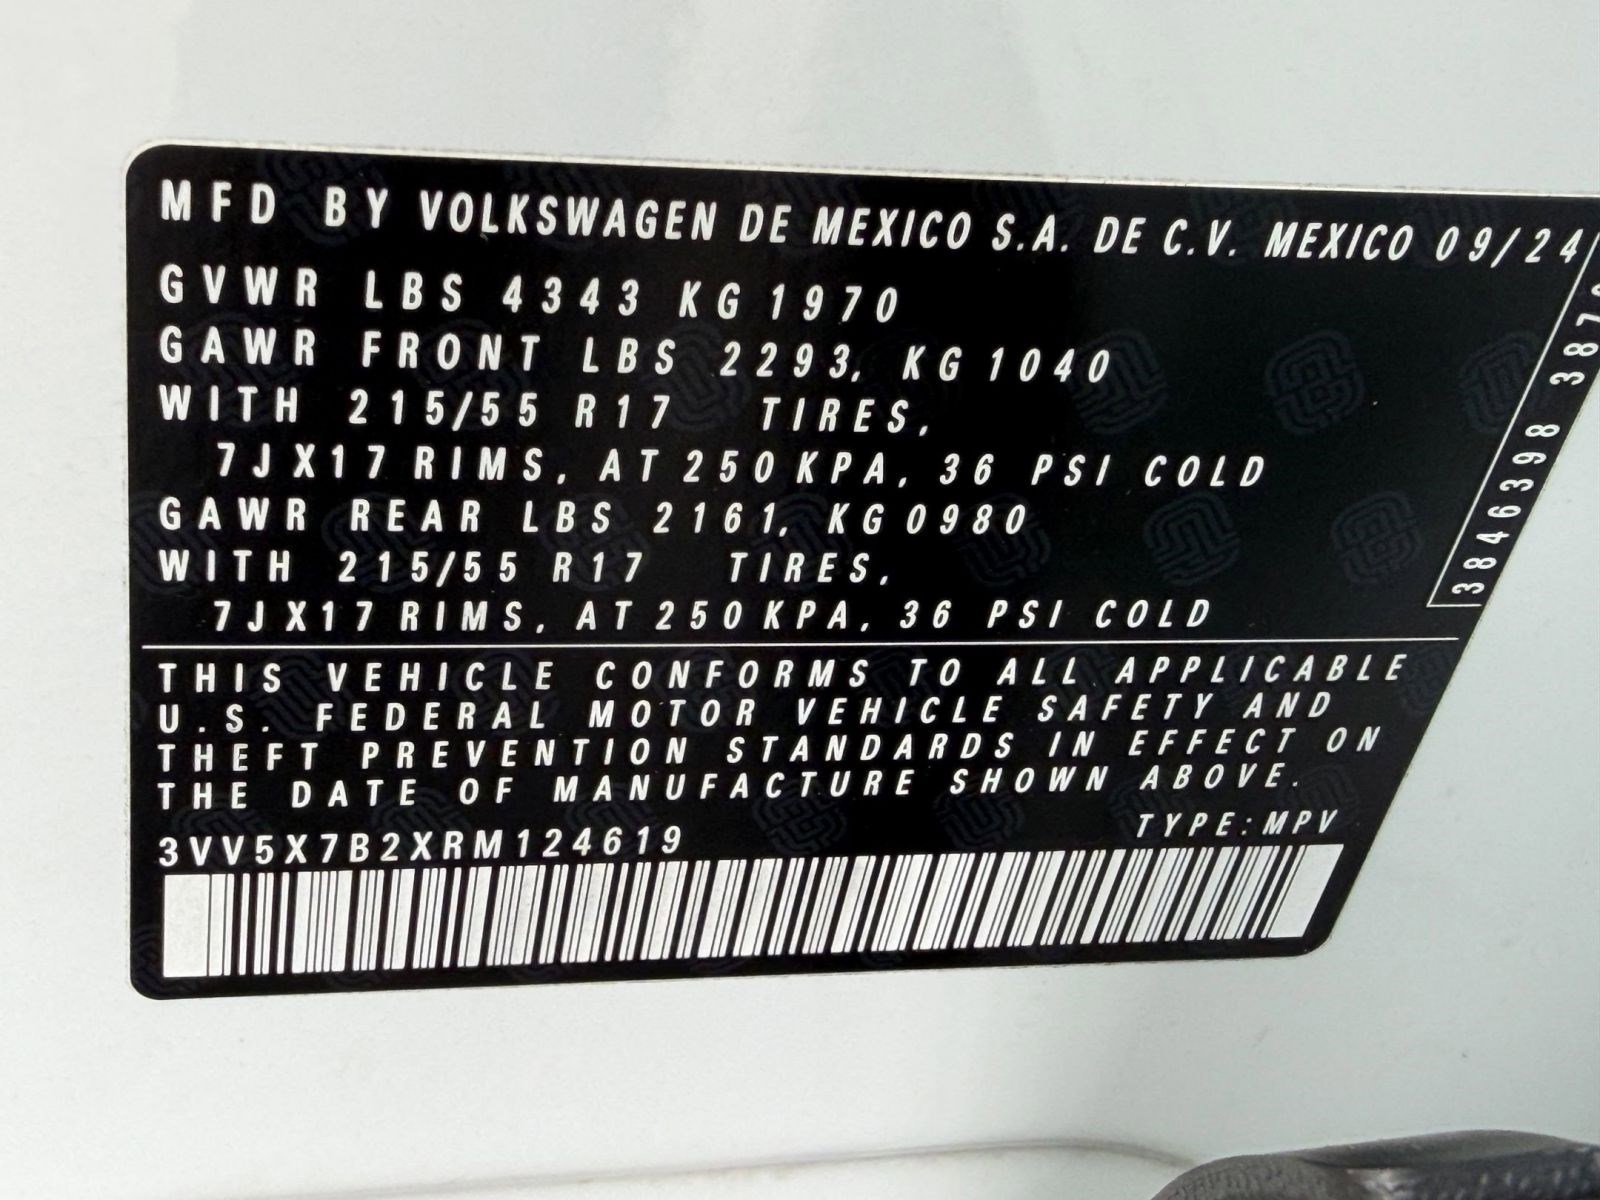 MFD BY VOLKSWAGEN DE MEXICO S.A. DE C.V. MEXICO 09/24
GVWR LBS 4343 KG 1970
GAWR FRONT LBS 2293, KG 1040
WITH 215/55 R17 TIRES,
7JX17 RIMS, AT 250 KPA, 36 PSI COLD
GAWR REAR LBS 2161, KG 0980
WITH 215/55 R17 TIRES,
7JX17 RIMS, AT 250 KPA, 36 PSI COLD
THIS VEHICLE CONFORMS TO ALL APPLICABLE
U.S. FEDERAL MOTOR VEHICLE SAFETY AND
THEFT PREVENTION STANDARDS IN EFFECT ON
THE DATE OF MANUFACTURE SHOWN ABOVE.
3VV5X7B2XRM124619
TYPE: MPV
3846398